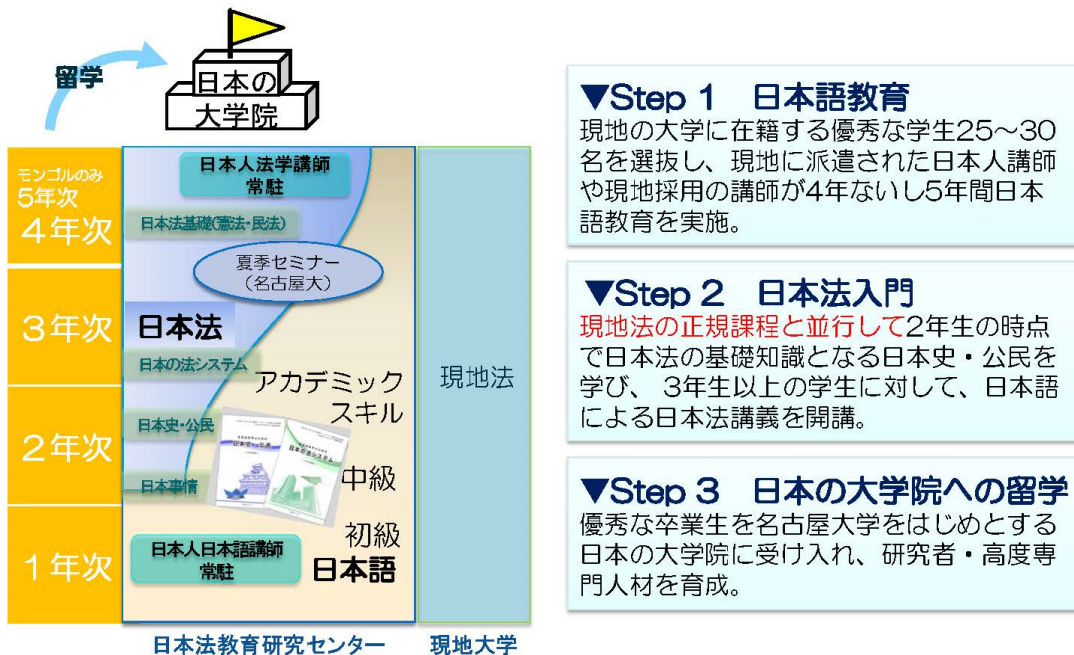 留学
日本の
大学院
モンゴルのみ
5年次
4年次
3年次
2年次
1年次
日本人法学講師
常駐
日本法基礎(憲法・民法)
夏季セミナー
(名古屋大)
日本法
日本の法システム
アカデミック
スキル
日本史・公民
日本史・公民
日本の法システム
中級
日本事情
初級
日本人日本語講師
常駐
日本語
現地法
日本法教育研究センター
現地大学
▼Step 1 日本語教育
現地の大学に在籍する優秀な学生25～30
名を選抜し、現地に派遣された日本人講師
や現地採用の講師が4年ないし5年間日本
語教育を実施。
▼Step 2 日本法入門
現地法の正規課程と並行して2年生の時点
で日本法の基礎知識となる日本史・公民を
学び、 3年生以上の学生に対して、日本語
による日本法講義を開講。
▼Step 3 日本の大学院への留学
優秀な卒業生を名古屋大学をはじめとする
日本の大学院に受け入れ、研究者・高度専
門人材を育成。